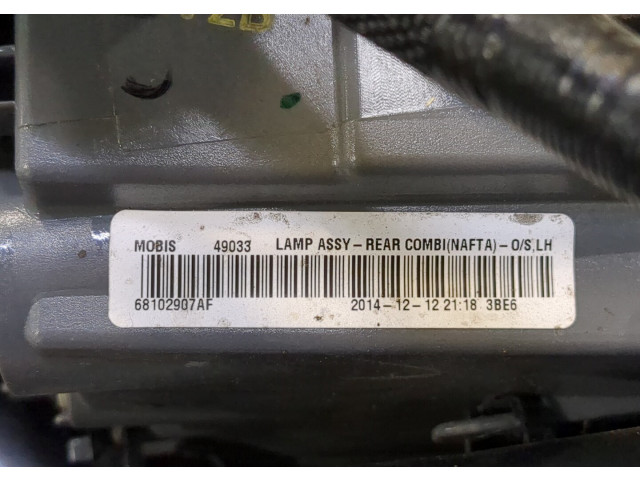 MOBIS 49033 LAMP ASSY-REAR COMBI(NAFTA)-O/S,LH
68102907AF 2014-12-12 21:18 3BE6